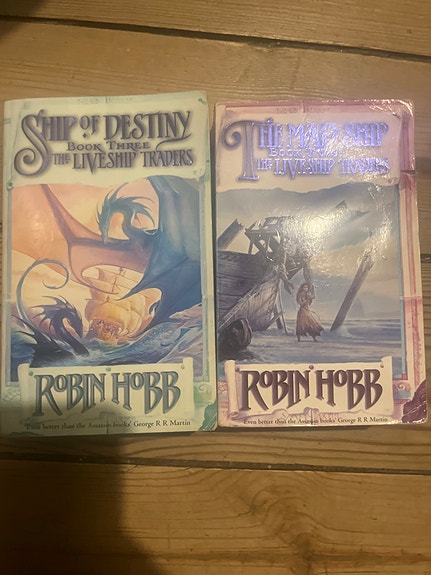 SHIP OF DESTINY
BOOK THREE
THE LIVESHIP TRADERS
ROBIN HOBB
'Even better than the Assassin books' George R R Martin
THE MAD SHIP
THE LIVESHIP TRADERS
ROBIN HOBB
'Even better than the Assassin books' George R R Martin